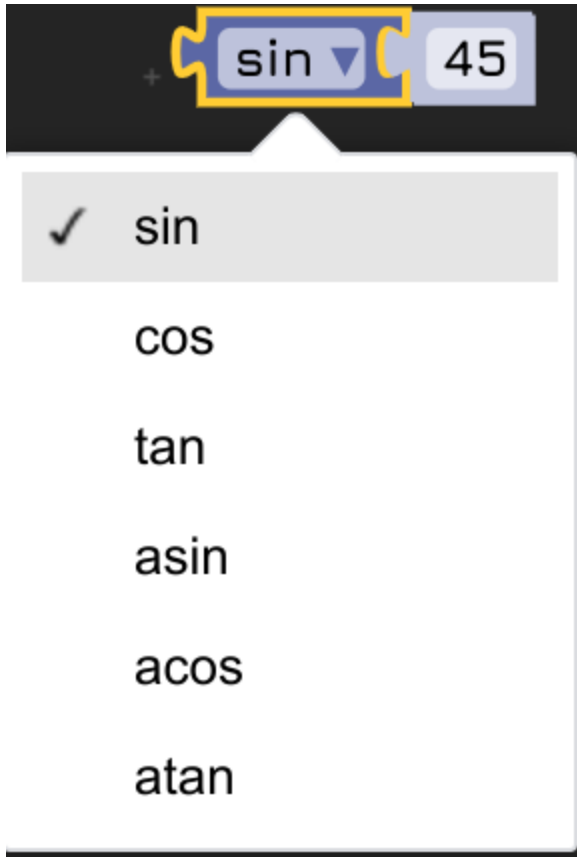 sin ▼ 45
✓ sin
cos
tan
asin
acos
atan